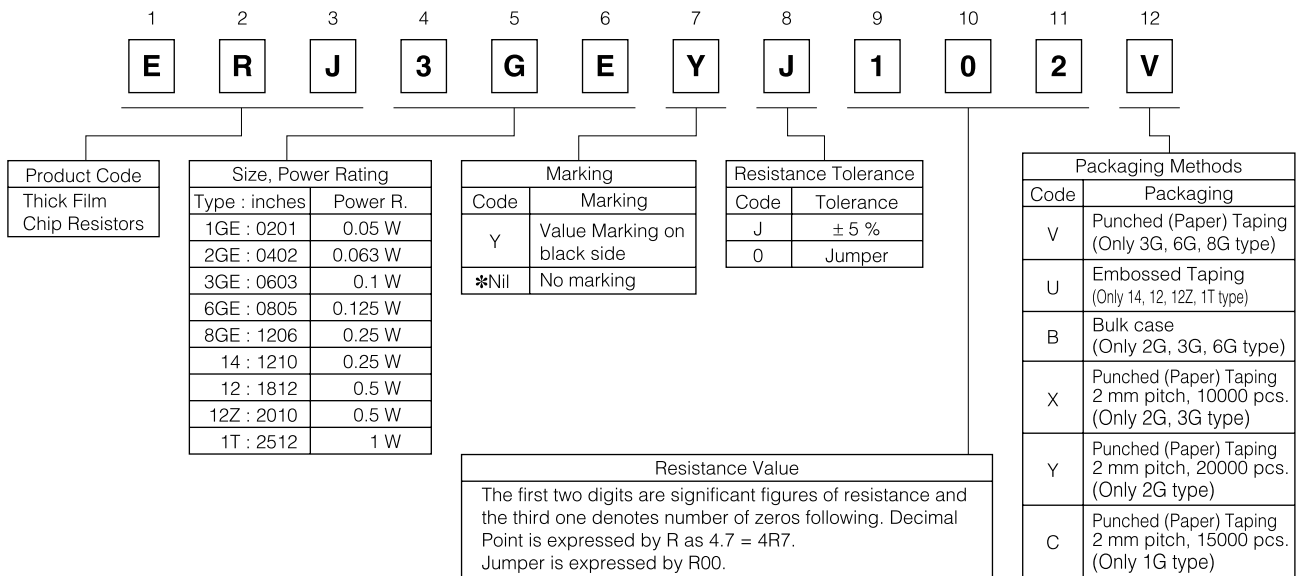 1 2 3 4 5 6 7 8 9 10 11 12
E R J 3 G E Y J 1 0 2 V
Product Code
Thick Film
Chip Resistors
Size, Power Rating
Type : inches Power R.
1GE : 0201 0.05 W
2GE : 0402 0.063 W
3GE : 0603 0.1 W
6GE : 0805 0.125 W
8GE : 1206 0.25 W
14 : 1210 0.25 W
12 : 1812 0.5 W
12Z : 2010 0.5 W
1T : 2512 1 W
Marking
Code Marking
Y Value Marking on
black side
✻Nil No marking
Resistance Tolerance
Code Tolerance
J ± 5 %
0 Jumper
Resistance Value
The first two digits are significant figures of resistance and
the third one denotes number of zeros following. Decimal
Point is expressed by R as 4.7 = 4R7.
Jumper is expressed by R00.
Packaging Methods
Code Packaging
V Punched (Paper) Taping
(Only 3G, 6G, 8G type)
U Embossed Taping
(Only 14, 12, 12Z, 1T type)
B Bulk case
(Only 2G, 3G, 6G type)
X Punched (Paper) Taping
2 mm pitch, 10000 pcs.
(Only 2G, 3G type)
Y Punched (Paper) Taping
2 mm pitch, 20000 pcs.
(Only 2G type)
C Punched (Paper) Taping
2 mm pitch, 15000 pcs.
(Only 1G type)